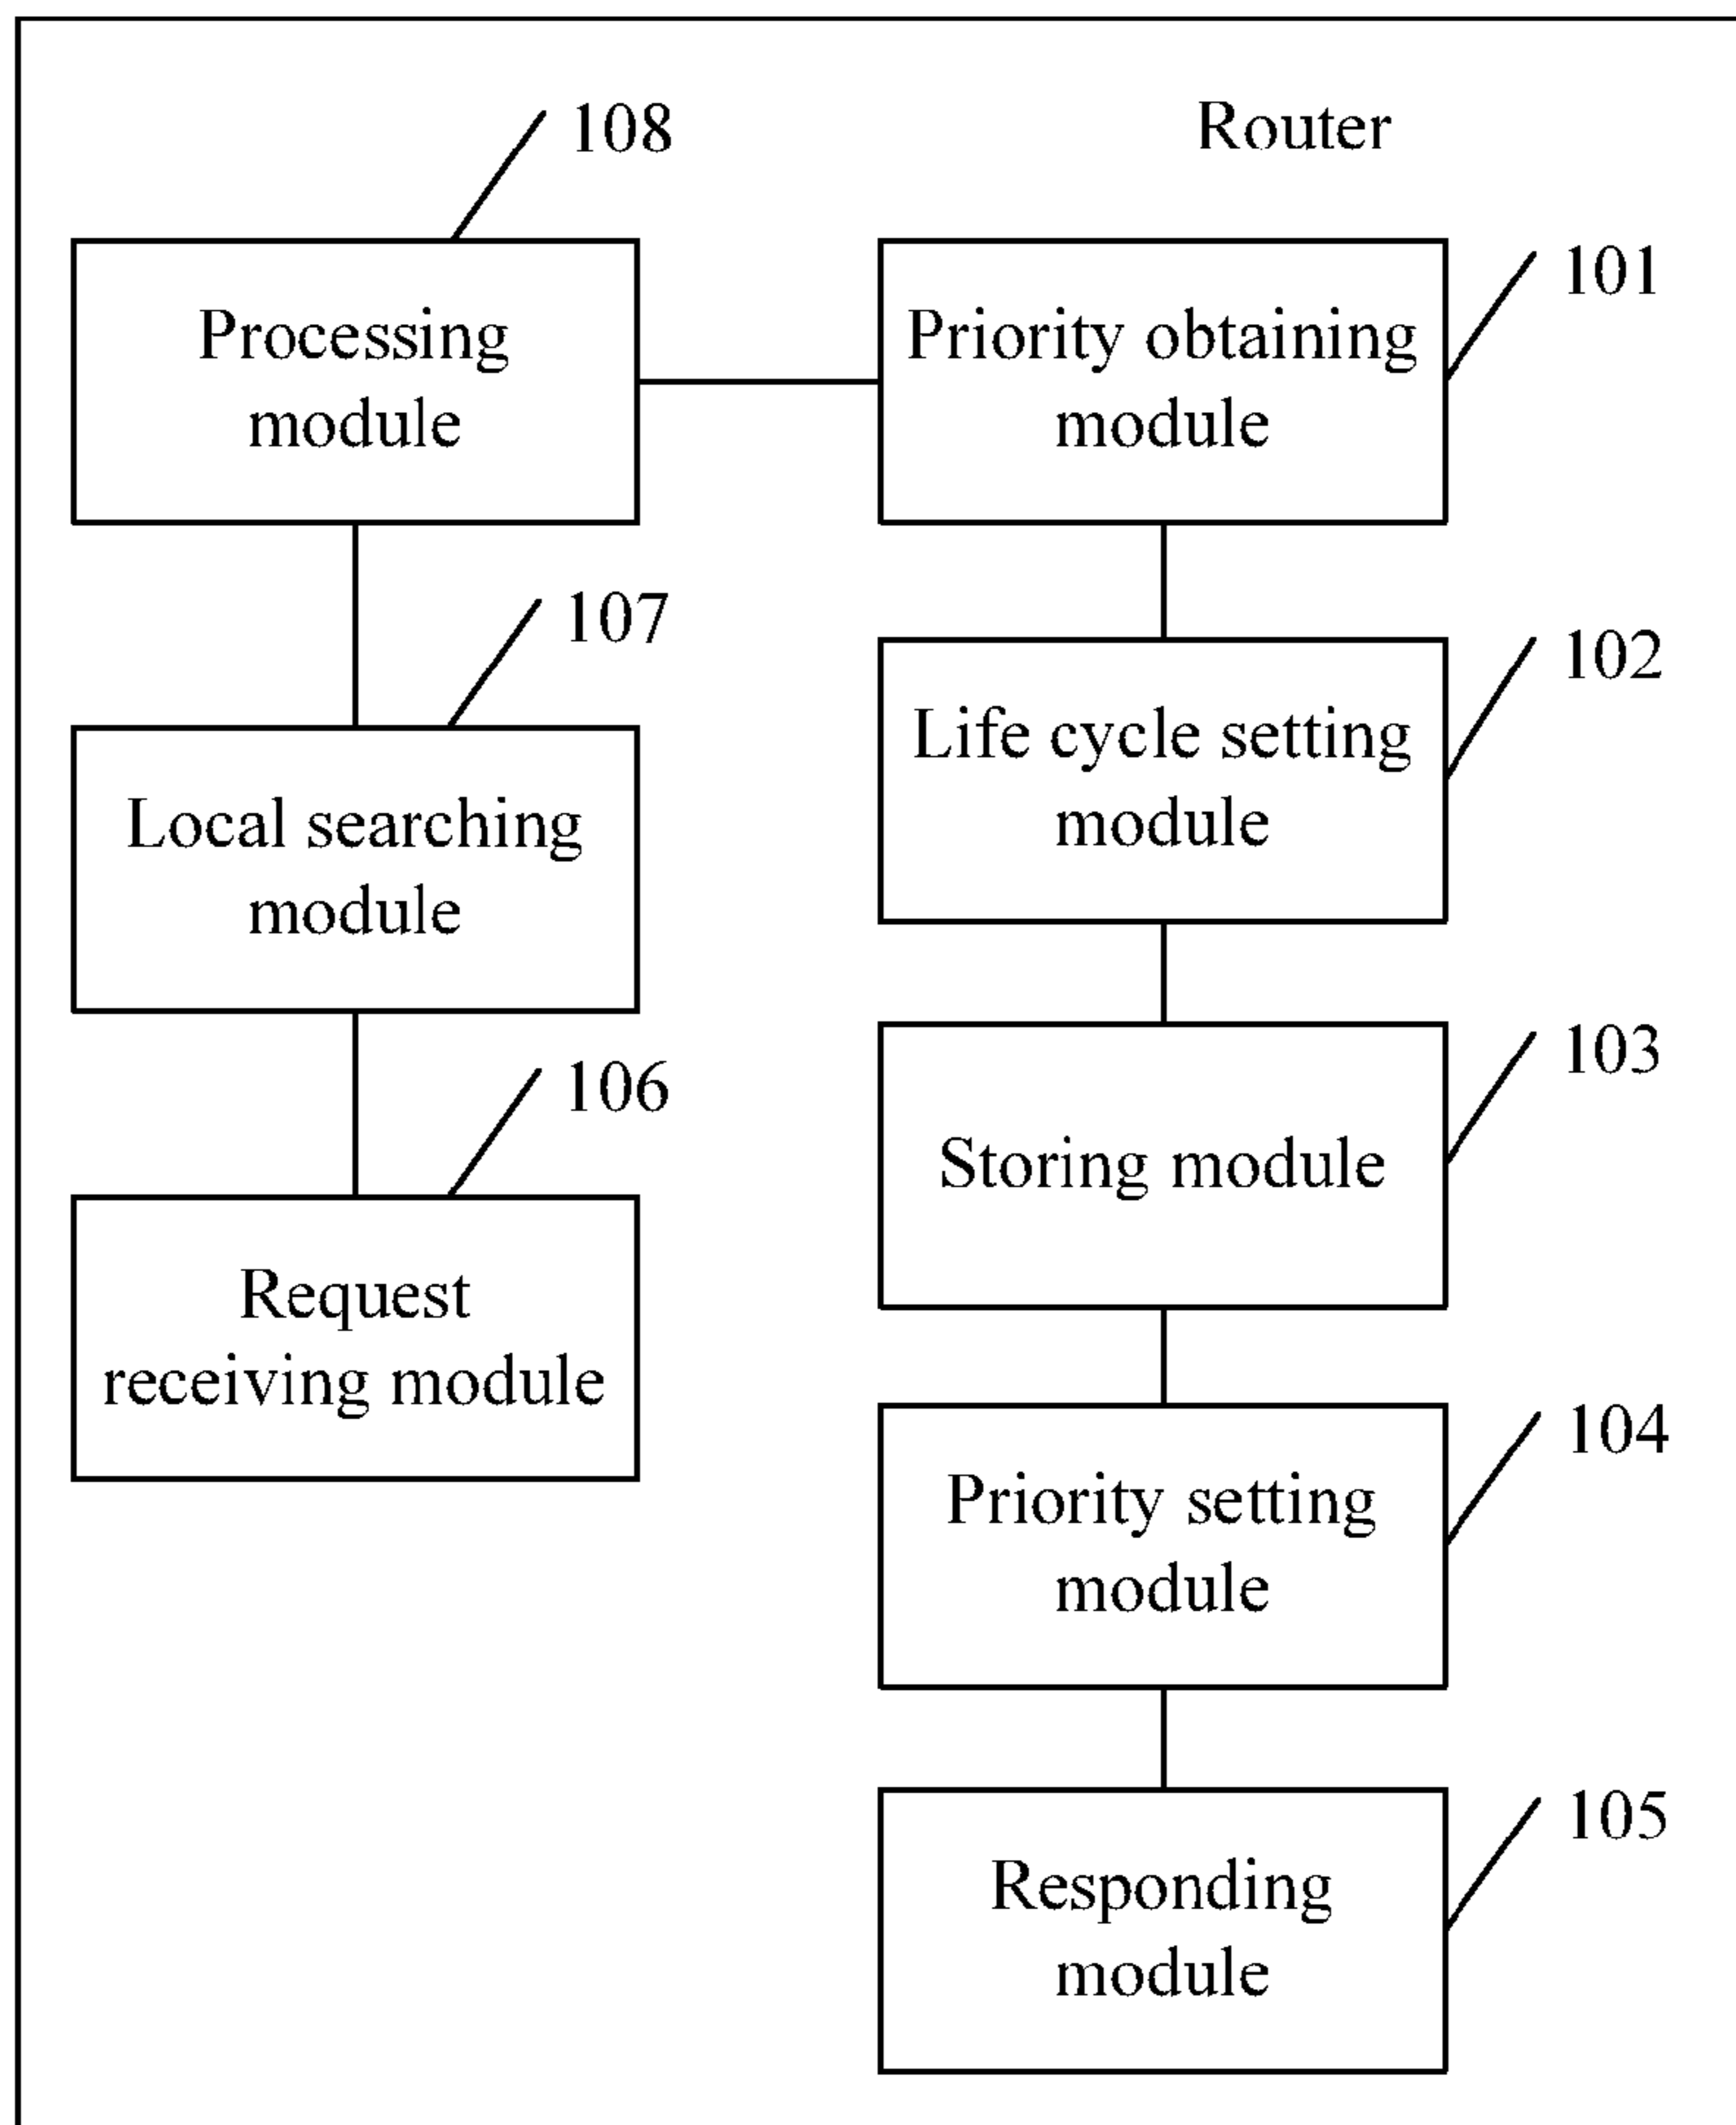 108
Router
Processing
module
Priority obtaining
module
101
107
Life cycle setting
module
102
Local searching
module
106
Storing module
103
Request
receiving module
Priority setting
module
104
Responding
module
105